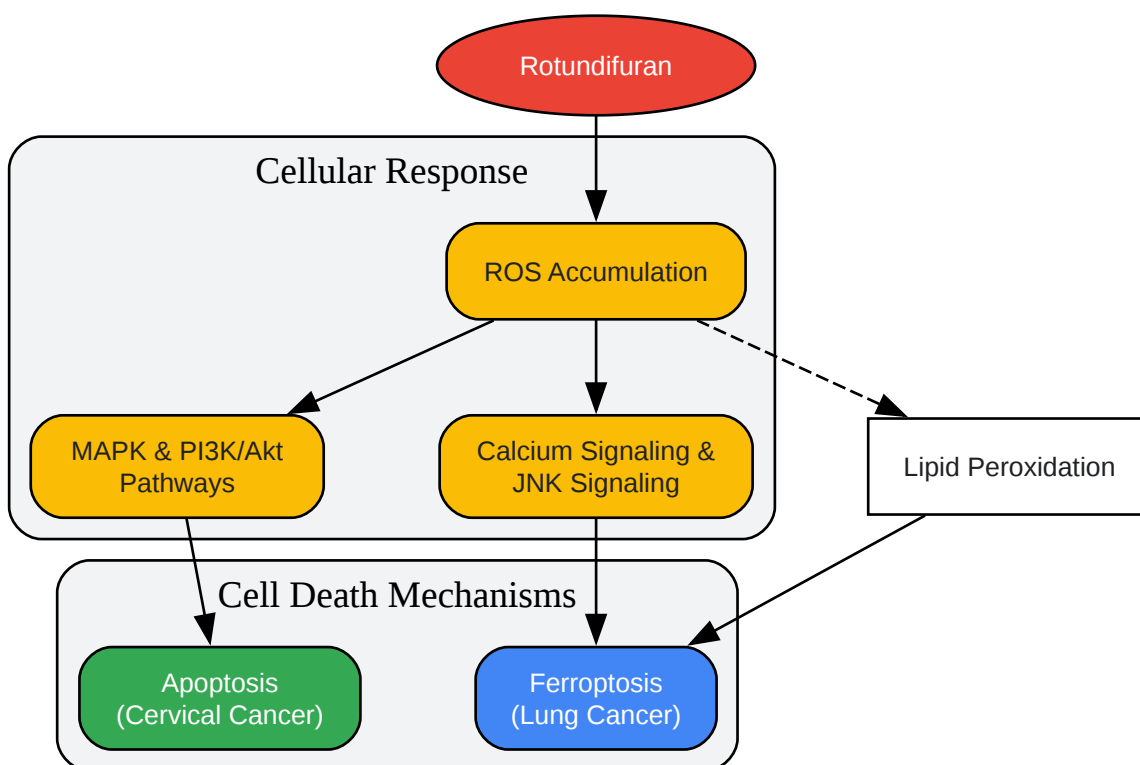 Rotundifuran
Cellular Response
ROS Accumulation
MAPK & PI3K/Akt
Pathways
Calcium Signaling &
JNK Signaling
Lipid Peroxidation
Cell Death Mechanisms
Apoptosis
(Cervical Cancer)
Ferroptosis
(Lung Cancer)